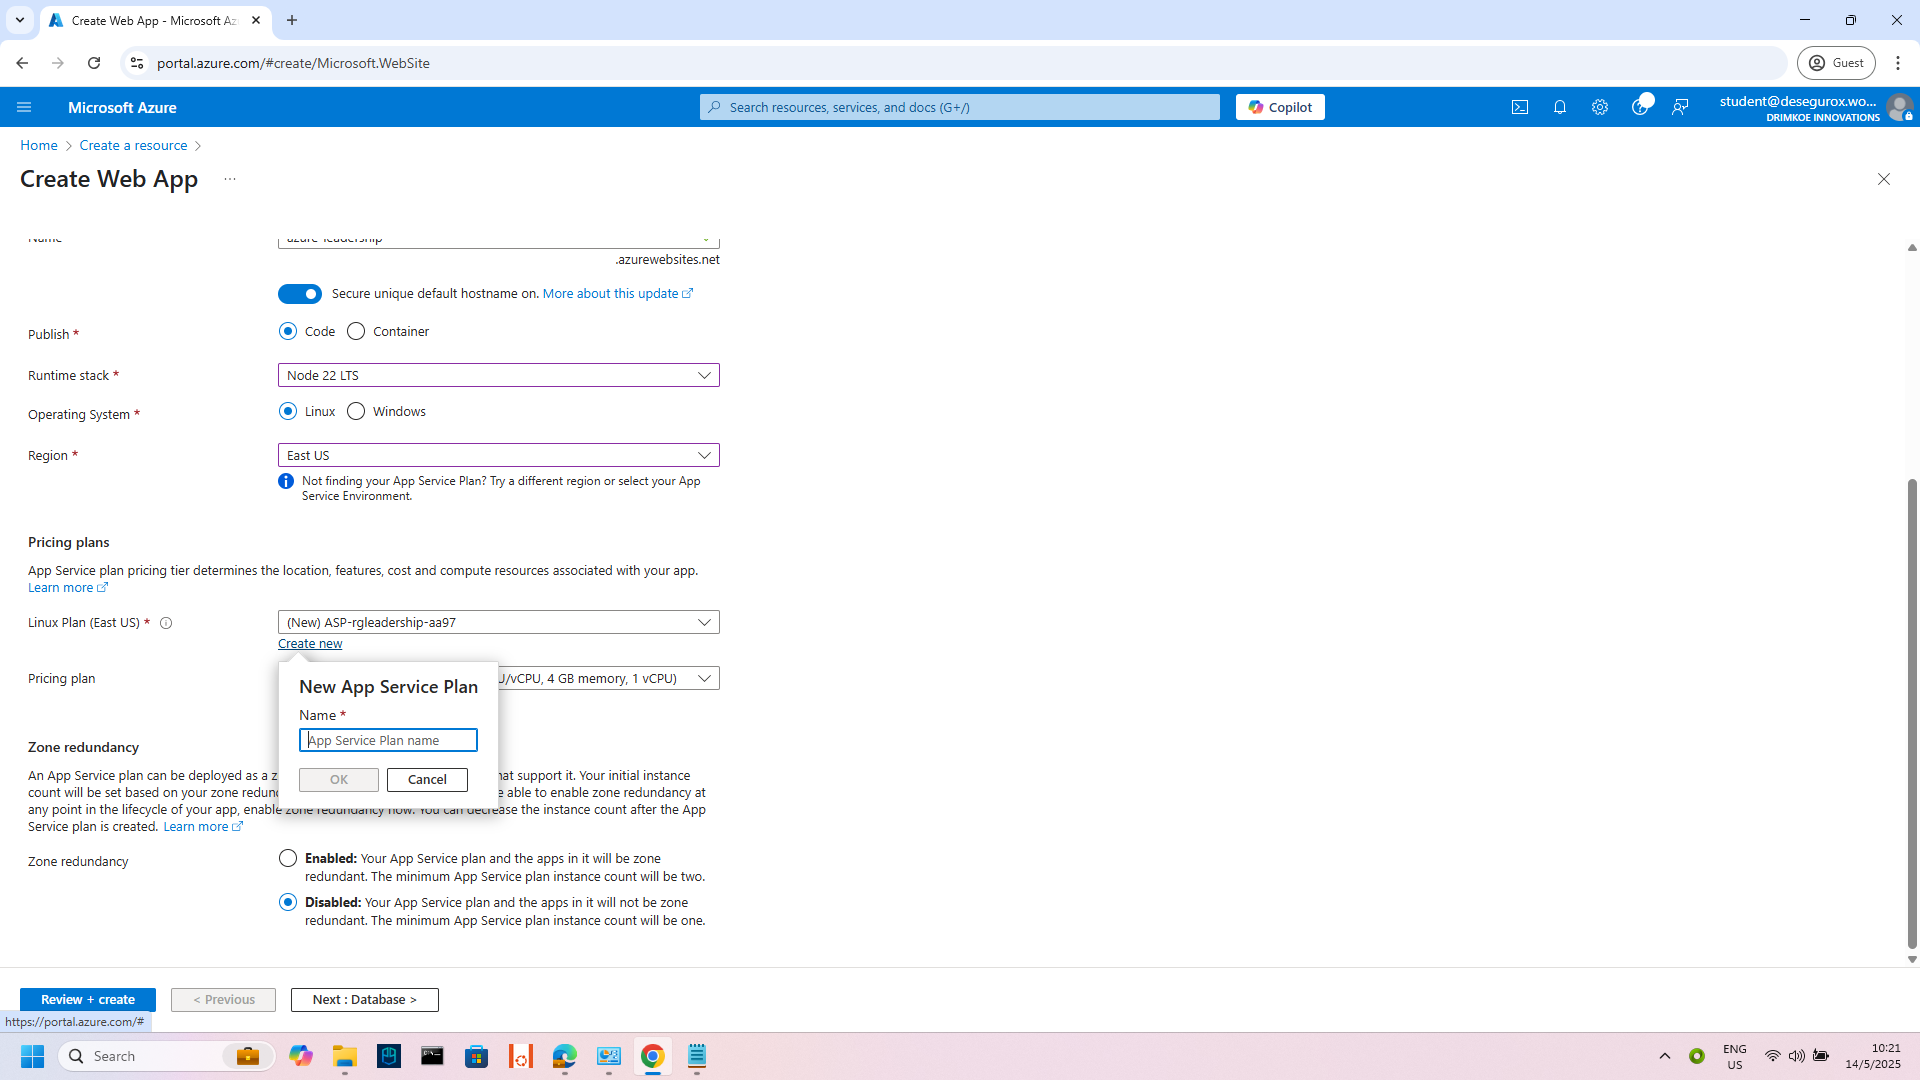 Create Web App - Microsoft Az
portal.azure.com/#create/Microsoft.WebSite
Guest
Microsoft Azure
Search resources, services, and docs (G+/)
Copilot
student@desegurox.wo...
DRIMKOE INNOVATIONS
Home
Create a resource
Create Web App
...
Name
azure-leadership
.azurewebsites.net
Secure unique default hostname on. More about this update
Publish *
Code
Container
Runtime stack *
Node 22 LTS
Operating System *
Linux
Windows
Region *
East US
Not finding your App Service Plan? Try a different region or select your App
Service Environment.
Pricing plans
App Service plan pricing tier determines the location, features, cost and compute resources associated with your app.
Learn more
Linux Plan (East US) *
(New) ASP-rgleadership-aa97
Create new
Pricing plan
/vCPU, 4 GB memory, 1 vCPU)
New App Service Plan
Name *
App Service Plan name
OK
Cancel
Zone redundancy
An App Service plan can be deployed as a z
hat support it. Your initial instance
count will be set based on your zone redun
e able to enable zone redundancy at
any point in the lifecycle of your app, enable zone redundancy now. You can decrease the instance count after the App
Service plan is created. Learn more
Zone redundancy
Enabled: Your App Service plan and the apps in it will be zone
redundant. The minimum App Service plan instance count will be two.
Disabled: Your App Service plan and the apps in it will not be zone
redundant. The minimum App Service plan instance count will be one.
Review + create
< Previous
Next : Database >
https://portal.azure.com/#
Search
ENG
US
10:21
14/5/2025